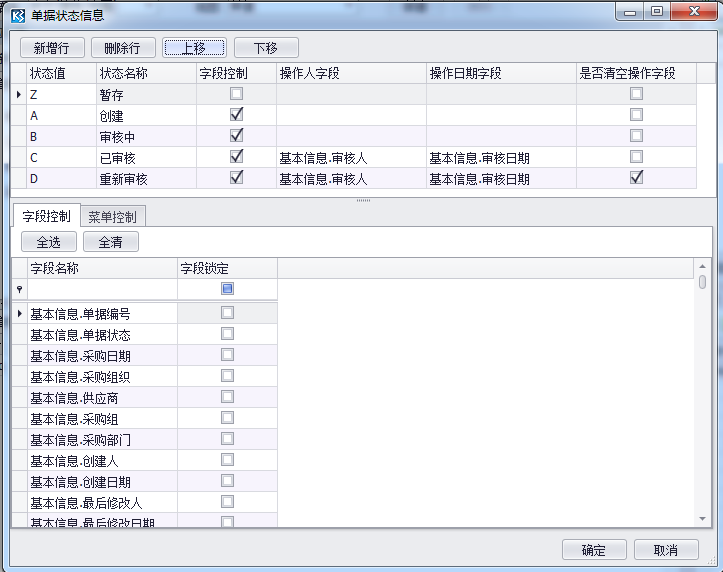 单据状态信息
新增行 删除行 上移 下移
状态值 状态名称 字段控制 操作人字段 操作日期字段 是否清空操作字段
Z 暂存
A 创建
B 审核中
C 已审核 基本信息.审核人 基本信息.审核日期
D 重新审核 基本信息.审核人 基本信息.审核日期
字段控制 菜单控制
全选 全清
字段名称 字段锁定
基本信息.单据编号
基本信息.单据状态
基本信息.采购日期
基本信息.采购组织
基本信息.供应商
基本信息.采购组
基本信息.采购部门
基本信息.创建人
基本信息.创建日期
基本信息.最后修改人
基本信息.最后修改日期
确定 取消